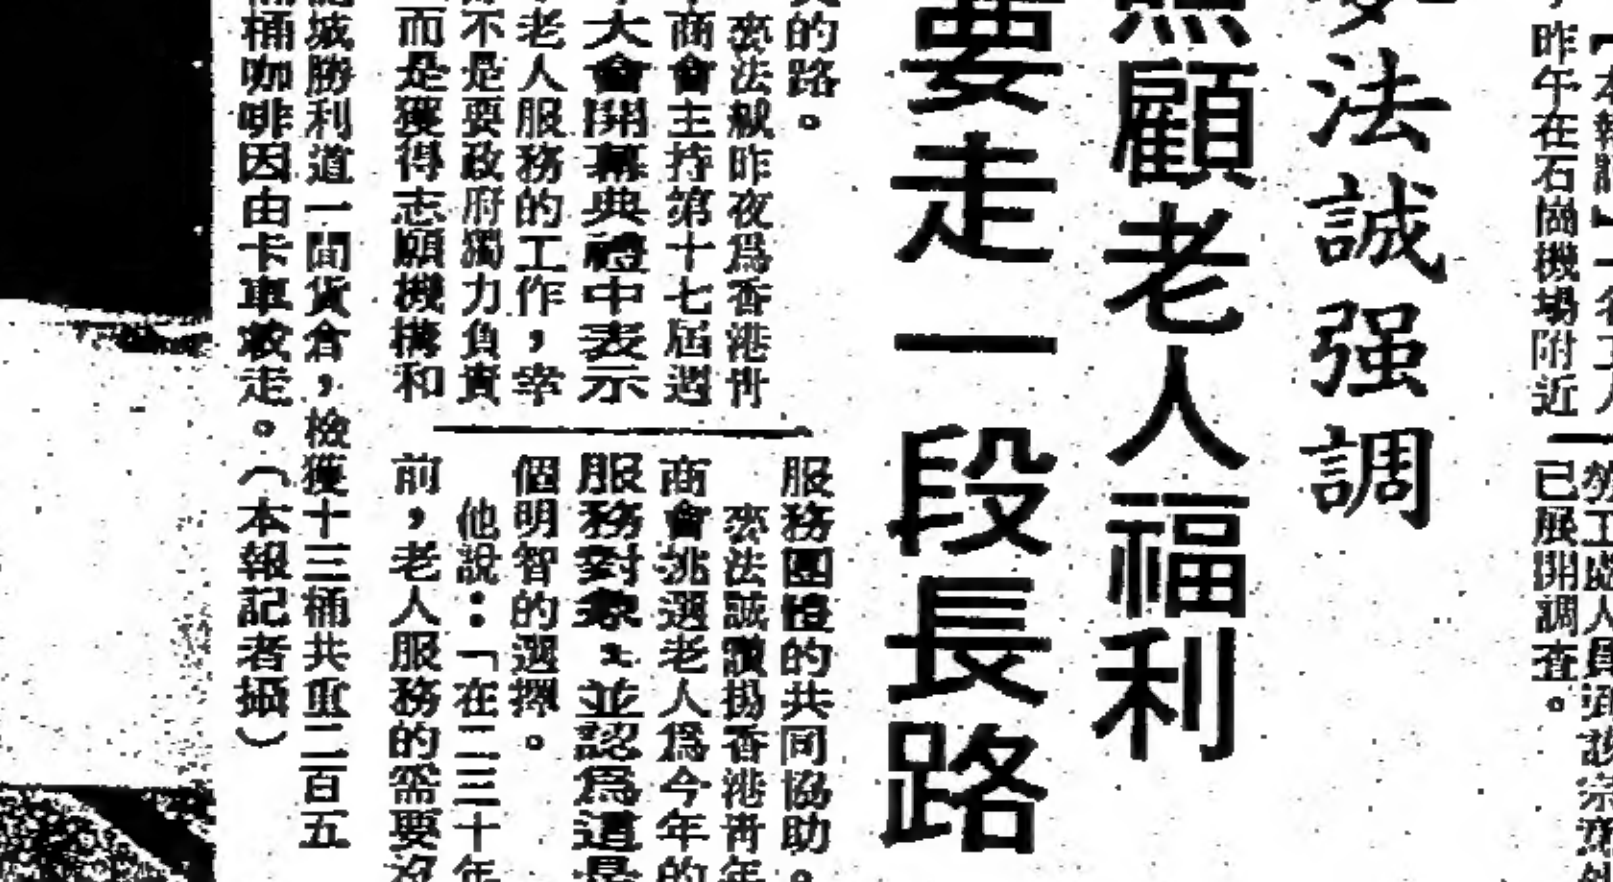 昨午在石崗機場附近
已展開調查。
法誠强調
照顧老人福利
要走一段長路
的路。
麥法誠昨夜爲香港靑
商會主持第十七屆週
大會開幕典禮中表示
老人服務的工作，幸
不是要政府獨力負責
而是獲得志願機構和
服務團體的共同協助。
麥法誠讚揚香港靑年
商會挑選老人爲今年的
服務對象，並認爲這是
個明智的選擇。
他說：「在二三十年
前，老人服務的需要沒
城勝利道一間貨倉，檢獲十三桶共重二百五
桶咖啡因由卡車載走。（本報記者攝）